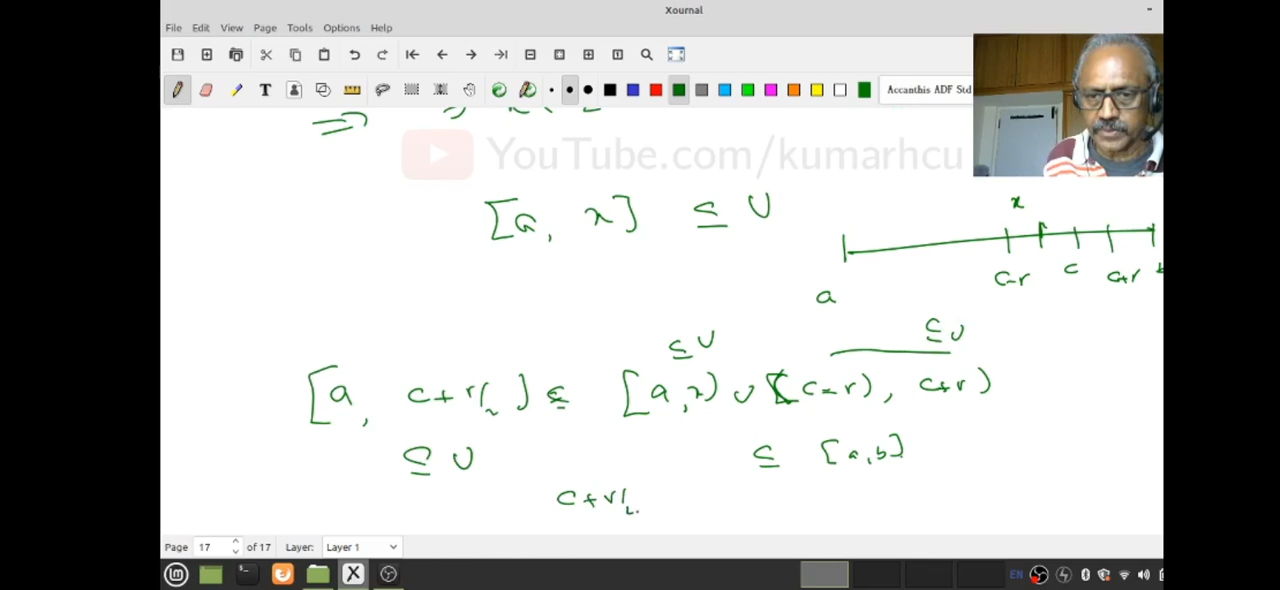 Xournal
File Edit View Page Tools Options Help
Accanthis ADF Std
YouTube.com/kumarhcu
[a, x] ⊆ U
x
c-r c c+r
a
⊆ U ⊆ U
[a, c+r/2] ⊆ [a, x) ∪ (c-r), c+r)
⊆ U ⊆ [a, b]
c+r/2
Page 17 of 17 Layer: Layer 1
EN